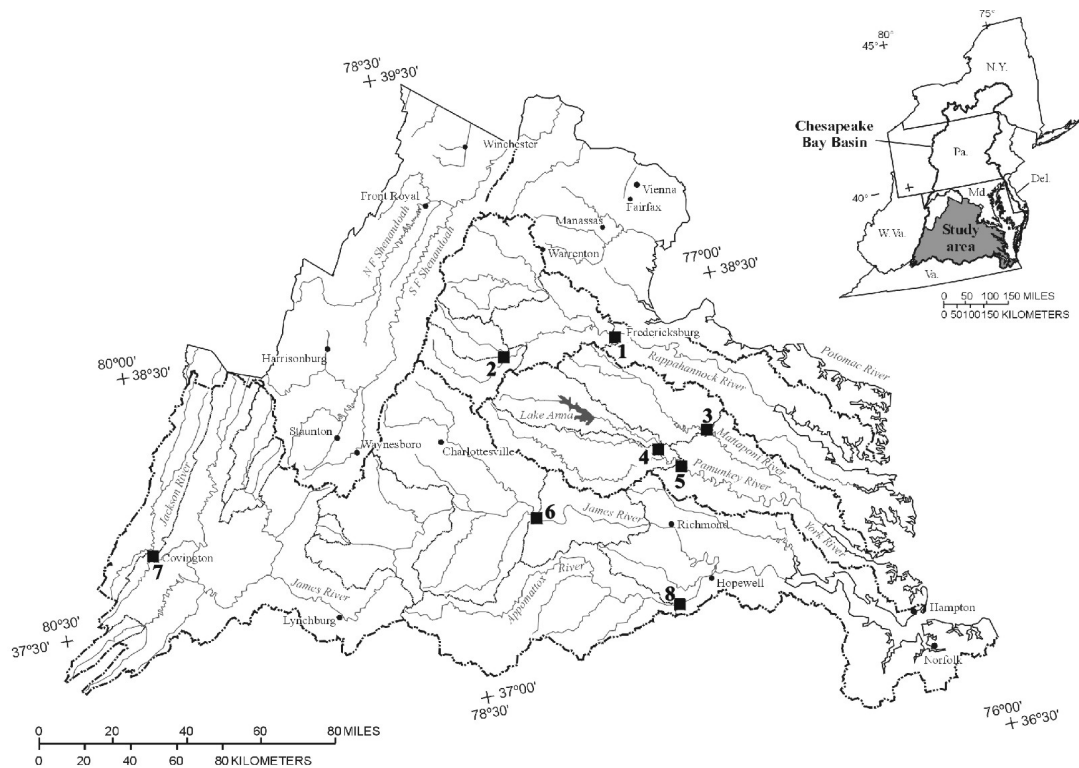 75°
80°
45°
N.Y.
Chesapeake
Bay Basin
Pa.
Del.
40°
Md.
W.Va.
Study
area
Va.
0 50 100 150 MILES
0 50 100 150 KILOMETERS
78°30'
39°30'
Winchester
Front Royal
Vienna
Fairfax
Manassas
N F Shenandoah
S F Shenandoah
Warrenton
77°00'
38°30'
Fredericksburg
1
Harrisonburg
2
80°00'
38°30'
Rappahannock River
Potomac River
Lake Anna
3
Staunton
Waynesboro
Charlottesville
Mattaponi River
4
5
Pamunkey River
Jackson River
6
James River
Richmond
York River
7
Covington
James River
Appomattox River
Hopewell
8
Lynchburg
Hampton
Norfolk
80°30'
37°30'
37°00'
78°30'
76°00'
36°30'
0 20 40 60 80 MILES
0 20 40 60 80 KILOMETERS